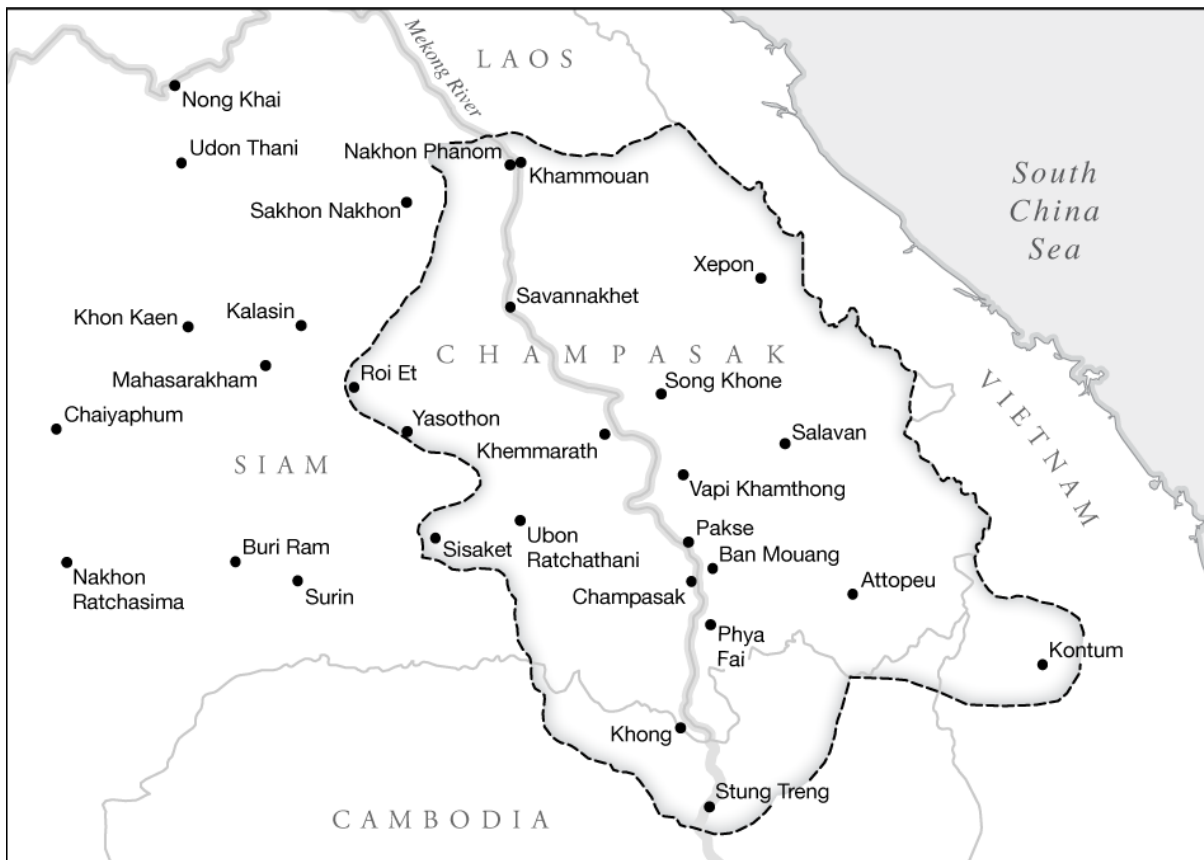 Mekong River
LAOS
Nong Khai
Udon Thani
Nakhon Phanom
Khammouan
Sakhon Nakhon
South
China
Sea
Xepon
Savannakhet
Khon Kaen
Kalasin
CHAMPASAK
Mahasarakham
Roi Et
Song Khone
Chaiyaphum
Yasothon
Khemmarath
Salavan
VIETNAM
SIAM
Vapi Khamthong
Ubon
Ratchathani
Pakse
Sisaket
Buri Ram
Ban Mouang
Nakhon
Ratchasima
Surin
Champasak
Attopeu
Phya
Fai
Kontum
Khong
Stung Treng
CAMBODIA